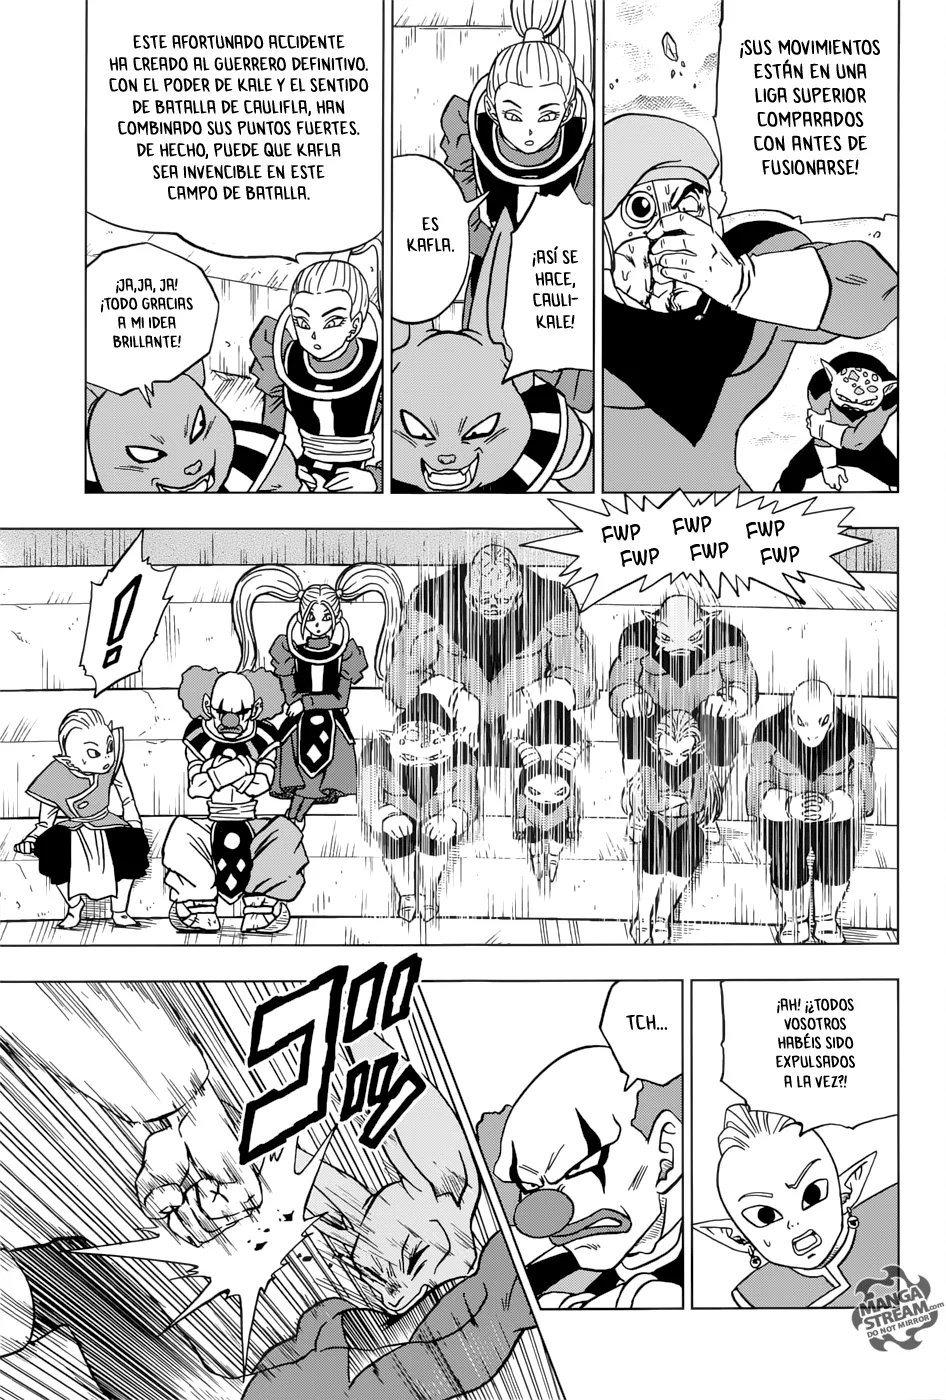 ¡SUS MOVIMIENTOS
ESTÁN EN UNA
LIGA SUPERIOR
COMPARADOS
CON ANTES DE
FUSIONARSE!
¡ASÍ SE
HACE,
CAULI-
KALE!
ES
KAFLA.
ESTE AFORTUNADO ACCIDENTE
HA CREADO AL GUERRERO DEFINITIVO.
CON EL PODER DE KALE Y EL SENTIDO
DE BATALLA DE CAULIFLA, HAN
COMBINADO SUS PUNTOS FUERTES.
DE HECHO, PUEDE QUE KAFLA
SEA INVENCIBLE EN ESTE
CAMPO DE BATALLA.
¡JA,JA, JA!
¡TODO GRACIAS
A MI IDEA
BRILLANTE!
FWP FWP FWP
FWP FWP FWP
!
¡AH! ¡¿TODOS
VOSOTROS
HABÉIS SIDO
EXPULSADOS
A LA VEZ?!
TCH...
MANGA
STREAM.com
DO NOT MIRROR!